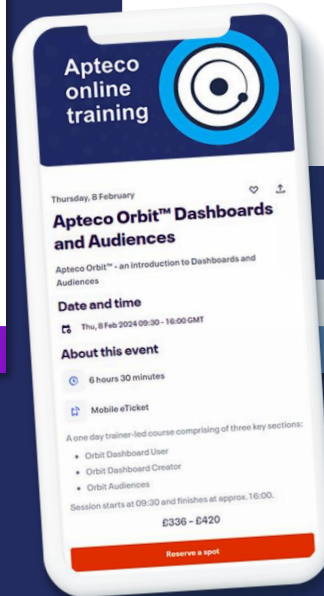 Apteco
online
training
Thursday, 8 February
Apteco Orbit™ Dashboards
and Audiences
Apteco Orbit™ - an introduction to Dashboards and
Audiences
Date and time
Thu, 8 Feb 2024 09:30 - 16:00 GMT
About this event
6 hours 30 minutes
Mobile eTicket
A one day trainer-led course comprising of three key sections:
• Orbit Dashboard User
• Orbit Dashboard Creator
• Orbit Audiences
Session starts at 09:30 and finishes at approx. 16:00.
£336 - £420
Reserve a spot